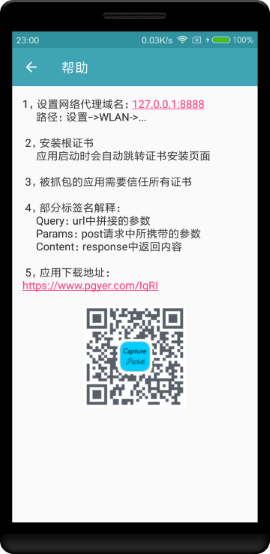 23:00 0.03K/s 100%
帮助
1，设置网络代理域名：127.0.0.1:8888
路径：设置->WLAN->...
2，安装根证书
应用启动时会自动跳转证书安装页面
3，被抓包的应用需要信任所有证书
4，部分标签名解释：
Query: url中拼接的参数
Params: post请求中所携带的参数
Content: response中返回内容
5，应用下载地址：
https://www.pgyer.com/IqRI
Capture
Packet